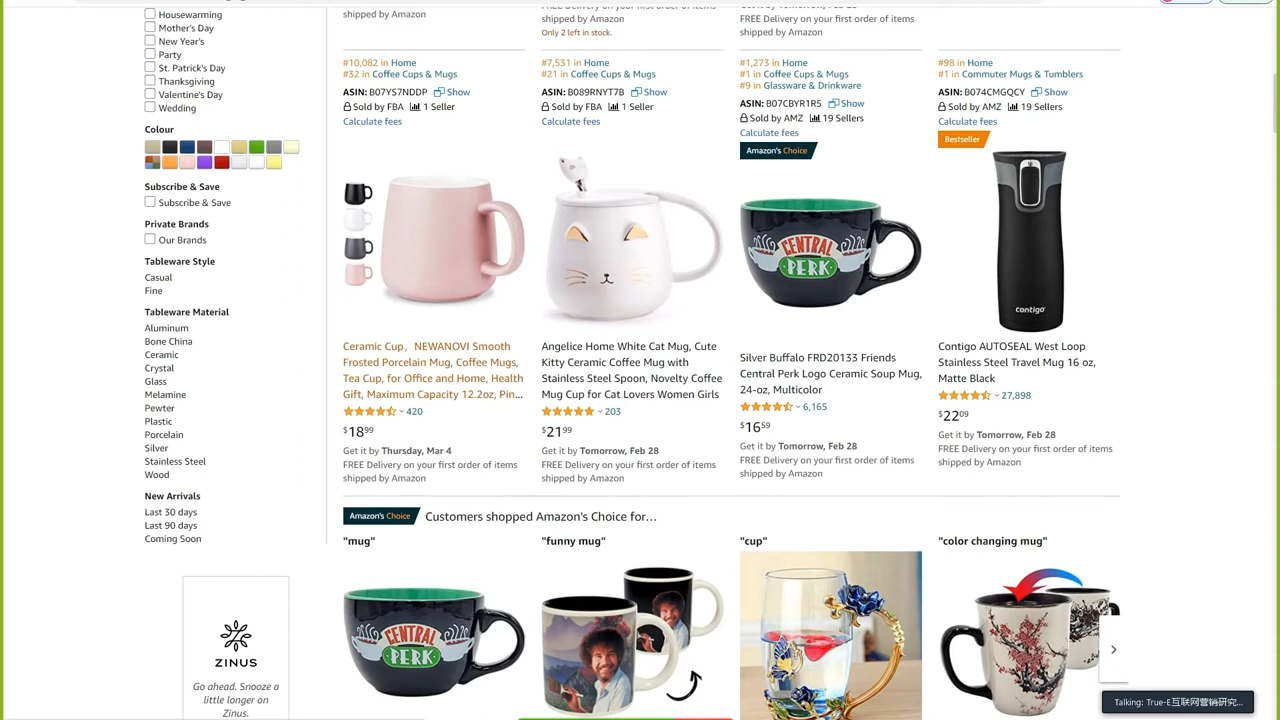 Housewarming
Mother's Day
New Year's
Party
St. Patrick's Day
Thanksgiving
Valentine's Day
Wedding
Colour
Subscribe & Save
Subscribe & Save
Private Brands
Our Brands
Tableware Style
Casual
Fine
Tableware Material
Aluminum
Bone China
Ceramic
Crystal
Glass
Melamine
Pewter
Plastic
Porcelain
Silver
Stainless Steel
Wood
New Arrivals
Last 30 days
Last 90 days
Coming Soon
ZINUS
Go ahead. Snooze a
little longer on
Zinus.
shipped by Amazon
#10,082 in Home
#32 in Coffee Cups & Mugs
ASIN: B07YS7NDDP Show
Sold by FBA 1 Seller
Calculate fees
Ceramic Cup，NEWANOVI Smooth
Frosted Porcelain Mug, Coffee Mugs,
Tea Cup, for Office and Home, Health
Gift, Maximum Capacity 12.2oz, Pin...
420
$18.99
Get it by Thursday, Mar 4
FREE Delivery on your first order of items
shipped by Amazon
FREE Delivery on your first order of items
shipped by Amazon
Only 2 left in stock.
#7,531 in Home
#21 in Coffee Cups & Mugs
ASIN: B089RNYT7B Show
Sold by FBA 1 Seller
Calculate fees
Angelice Home White Cat Mug, Cute
Kitty Ceramic Coffee Mug with
Stainless Steel Spoon, Novelty Coffee
Mug Cup for Cat Lovers Women Girls
203
$21.99
Get it by Tomorrow, Feb 28
FREE Delivery on your first order of items
shipped by Amazon
FREE Delivery on your first order of items
shipped by Amazon
#1,273 in Home
#1 in Coffee Cups & Mugs
#9 in Glassware & Drinkware
ASIN: B07CBYR1R5 Show
Sold by AMZ 19 Sellers
Calculate fees
Amazon's Choice
CENTRAL
PERK
Silver Buffalo FRD20133 Friends
Central Perk Logo Ceramic Soup Mug,
24-oz, Multicolor
6,165
$16.59
Get it by Tomorrow, Feb 28
FREE Delivery on your first order of items
shipped by Amazon
#98 in Home
#1 in Commuter Mugs & Tumblers
ASIN: B074CMGQCY Show
Sold by AMZ 19 Sellers
Calculate fees
Bestseller
contigo
Contigo AUTOSEAL West Loop
Stainless Steel Travel Mug 16 oz,
Matte Black
27,898
$22.09
Get it by Tomorrow, Feb 28
FREE Delivery on your first order of items
shipped by Amazon
Amazon's Choice Customers shopped Amazon's Choice for…
"mug"
"funny mug"
"cup"
"color changing mug"
CENTRAL
PERK
Talking: True-E互联网营销研究...